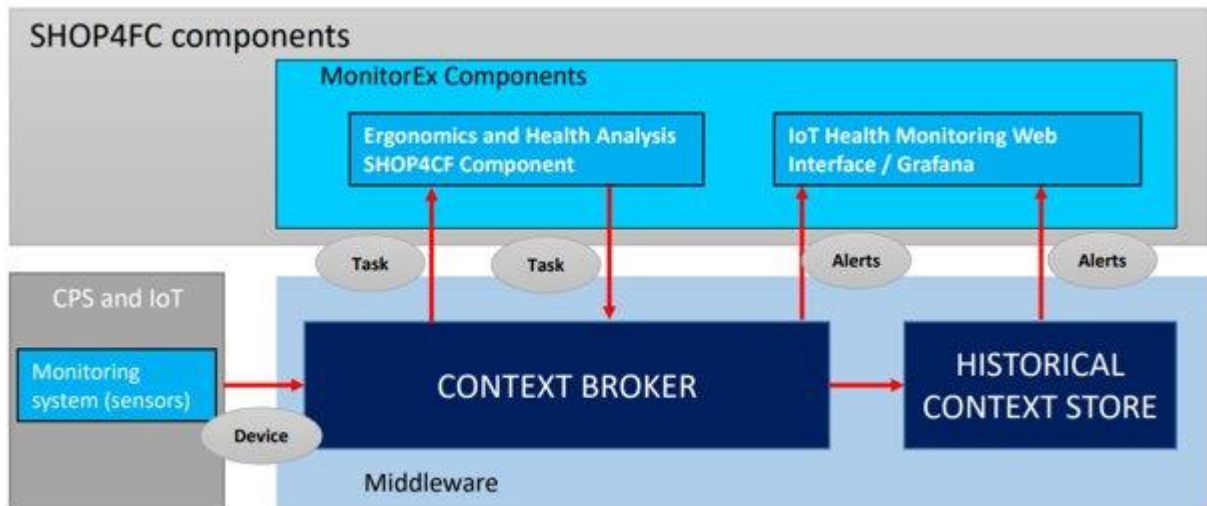 SHOP4FC components
MonitorEx Components
Ergonomics and Health Analysis
SHOP4CF Component
IoT Health Monitoring Web
Interface / Grafana
Task
Task
Alerts
Alerts
CPS and IoT
Monitoring
system (sensors)
Device
CONTEXT BROKER
HISTORICAL
CONTEXT STORE
Middleware